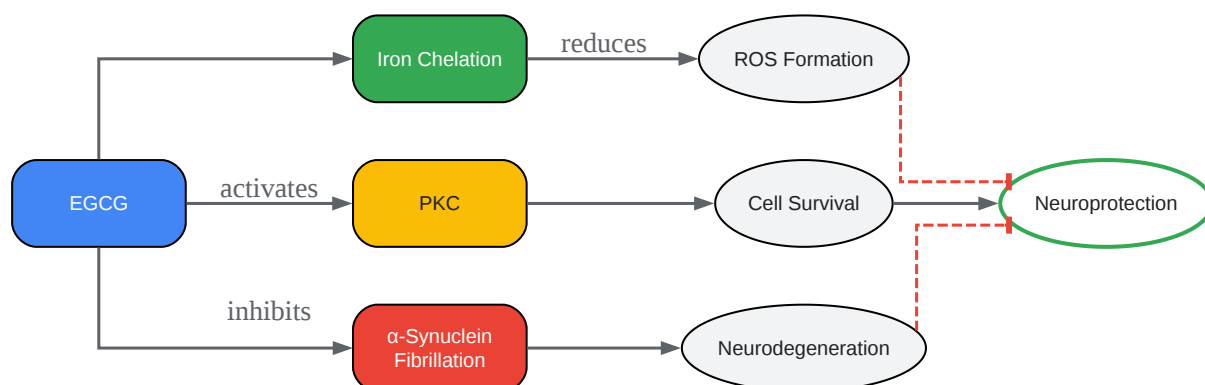 Iron Chelation
reduces
ROS Formation
EGCG
activates
PKC
Cell Survival
Neuroprotection
inhibits
α-Synuclein
Fibrillation
Neurodegeneration